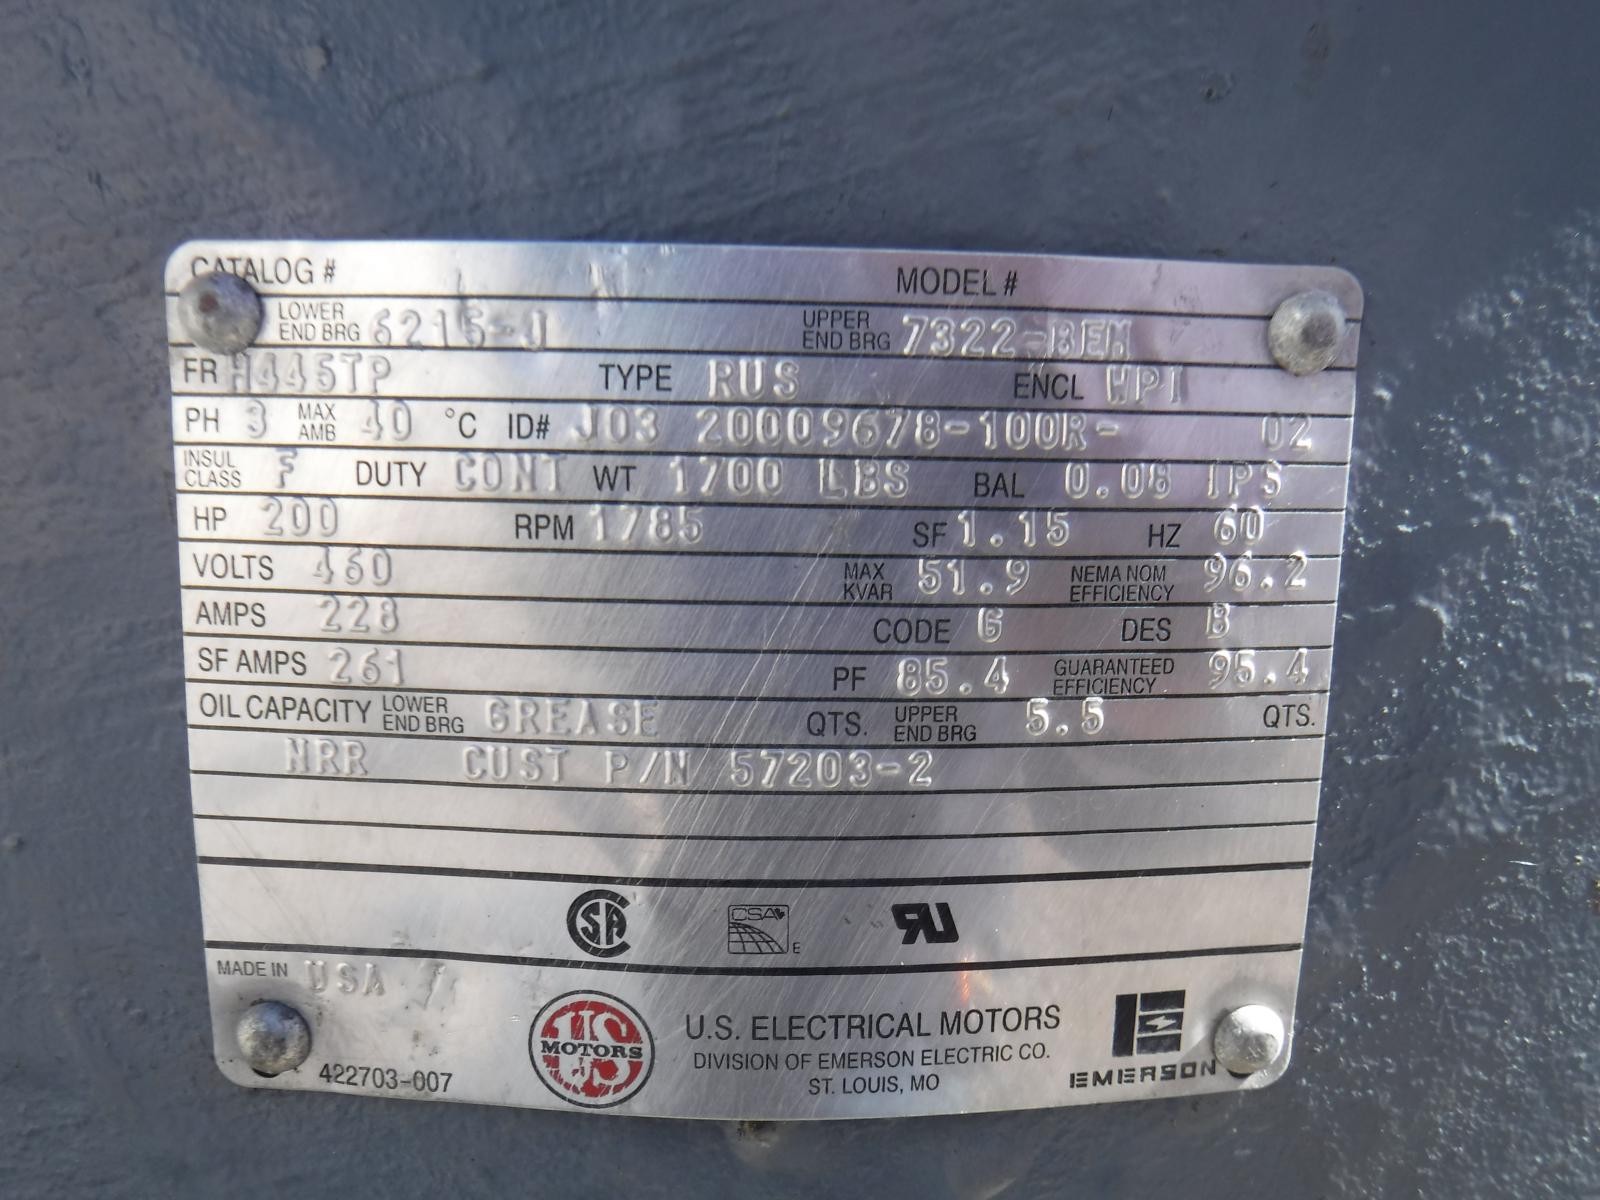 CATALOG # MODEL #
LOWER END BRG 6215-J UPPER END BRG 7322-BEM
FR H445TP TYPE RUS ENCL WPI
PH 3 MAX AMB 40 °C ID# J03 20009678-100R- 02
INSUL CLASS F DUTY CONT WT 1700 LBS BAL 0.08 IPS
HP 200 RPM 1785 SF 1.15 HZ 60
VOLTS 460 MAX KVAR 51.9 NEMA NOM EFFICIENCY 96.2
AMPS 228 CODE G DES B
SF AMPS 261 PF 85.4 GUARANTEED EFFICIENCY 95.4
OIL CAPACITY LOWER END BRG GREASE QTS. UPPER END BRG 5.5 QTS.
NRR CUST P/N 57203-2
CSA CSA E RU
MADE IN USA
US MOTORS
U.S. ELECTRICAL MOTORS
DIVISION OF EMERSON ELECTRIC CO.
ST. LOUIS, MO
EMERSON
422703-007